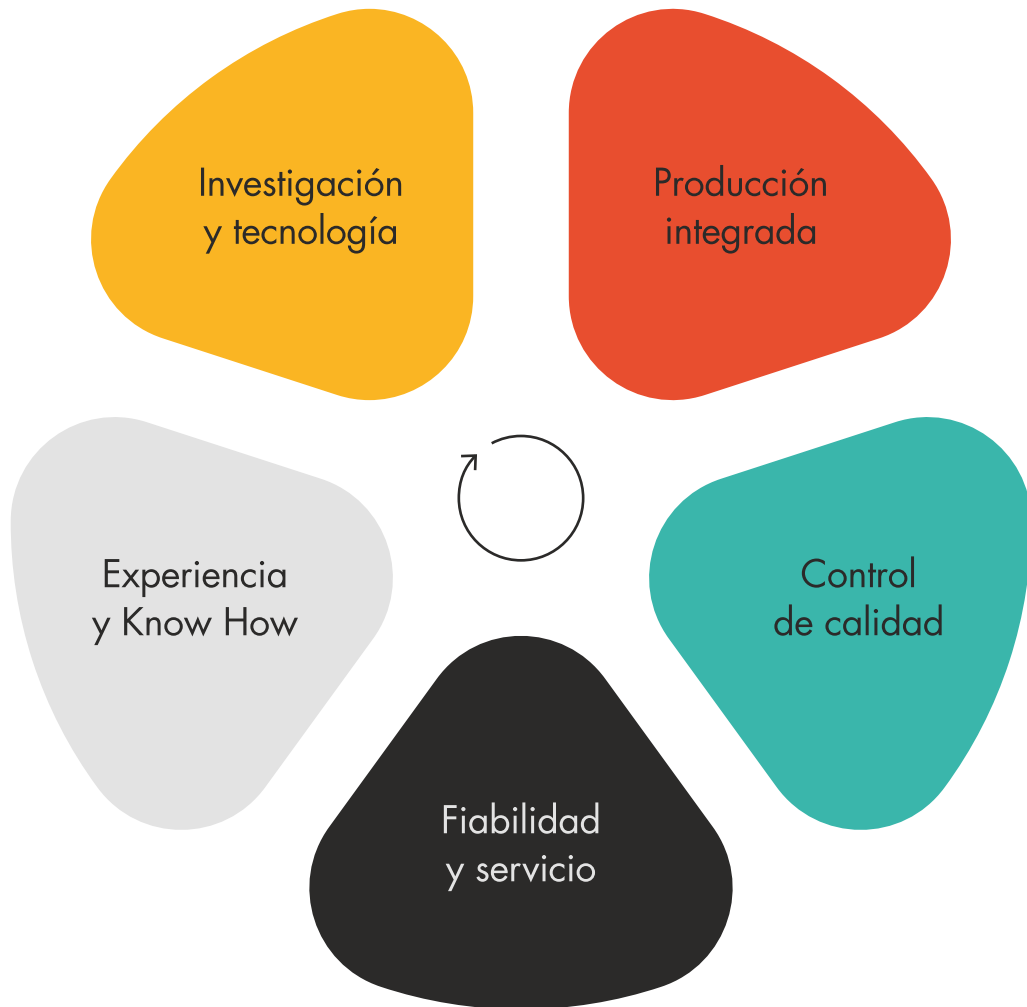 Investigación
y tecnología
Producción
integrada
Experiencia
y Know How
Control
de calidad
Fiabilidad
y servicio